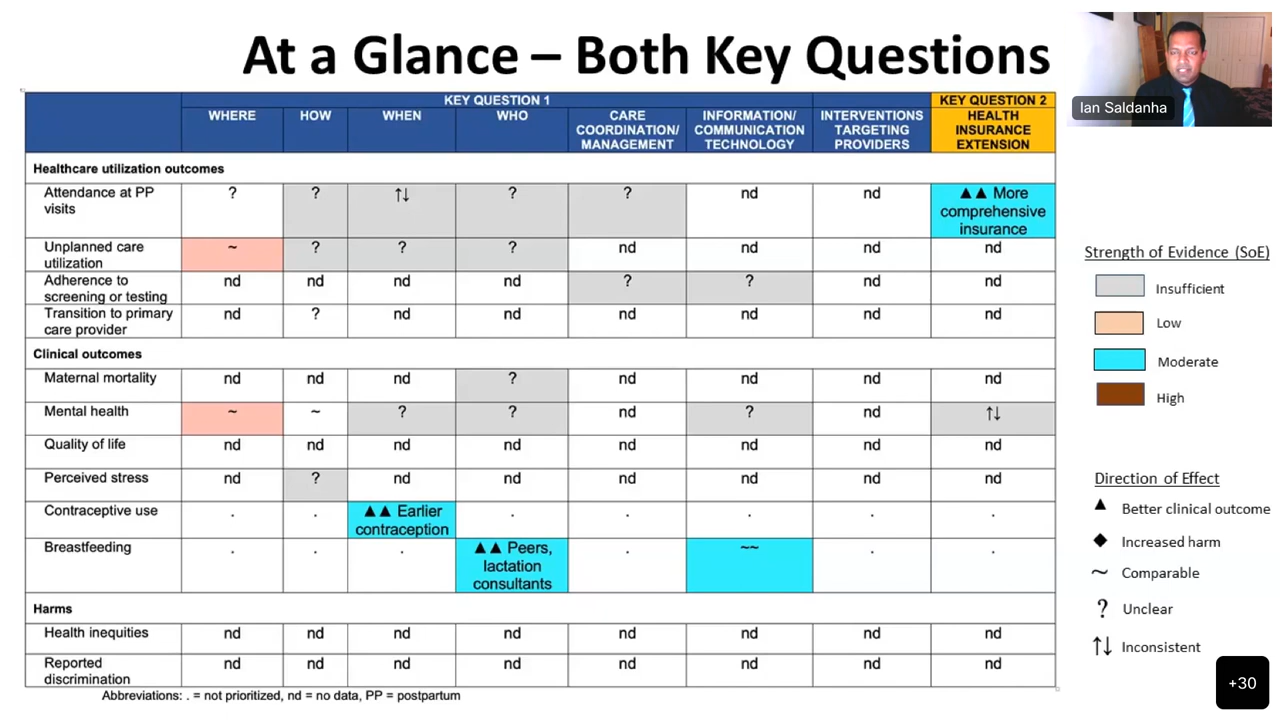 At a Glance – Both Key Questions
Ian Saldanha
KEY QUESTION 1
KEY QUESTION 2
WHERE
HOW
WHEN
WHO
CARE
COORDINATION/
MANAGEMENT
INFORMATION/
COMMUNICATION
TECHNOLOGY
INTERVENTIONS
TARGETING
PROVIDERS
HEALTH
INSURANCE
EXTENSION
Healthcare utilization outcomes
Attendance at PP
visits
? ? ↑↓ ? ? nd nd ▲▲ More
comprehensive
insurance
Unplanned care
utilization
~ ? ? ? nd nd nd nd
Adherence to
screening or testing
nd nd nd nd ? ? nd nd
Transition to primary
care provider
nd ? nd nd nd nd nd nd
Clinical outcomes
Maternal mortality nd nd nd ? nd nd nd nd
Mental health ~ ~ ? ? nd ? nd ↑↓
Quality of life nd nd nd nd nd nd nd nd
Perceived stress nd ? nd nd nd nd nd nd
Contraceptive use . . ▲▲ Earlier
contraception
. . . . .
Breastfeeding . . . ▲▲ Peers,
lactation
consultants
. ~~ . .
Harms
Health inequities nd nd nd nd nd nd nd nd
Reported
discrimination
nd nd nd nd nd nd nd nd
Abbreviations: . = not prioritized, nd = no data, PP = postpartum
Strength of Evidence (SoE)
Insufficient
Low
Moderate
High
Direction of Effect
▲ Better clinical outcome
◆ Increased harm
~ Comparable
? Unclear
↑↓ Inconsistent
+30